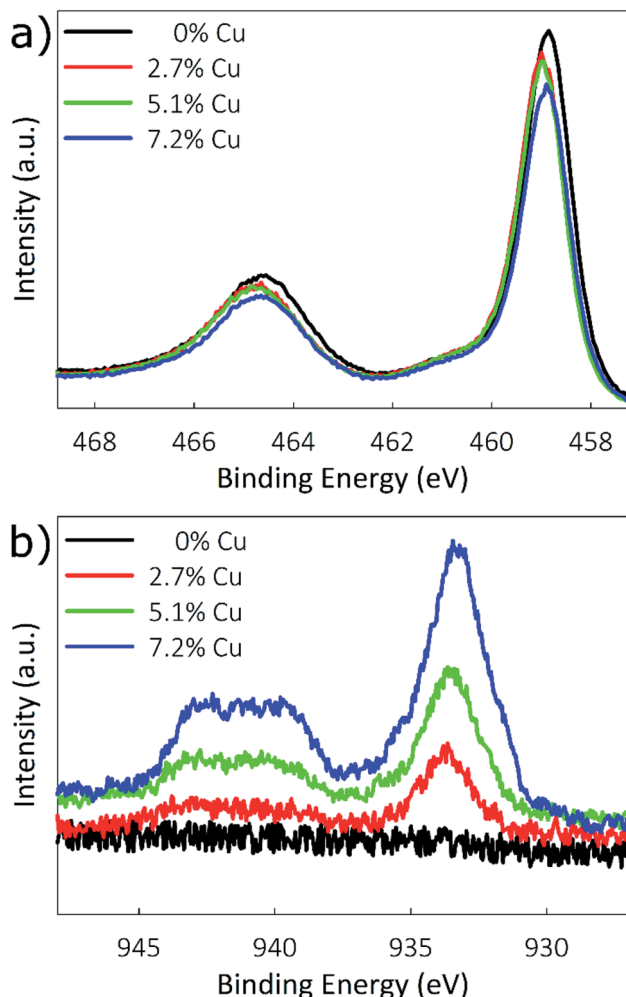 a)
0% Cu
2.7% Cu
5.1% Cu
7.2% Cu
Intensity (a.u.)
468 466 464 462 460 458
Binding Energy (eV)
b)
0% Cu
2.7% Cu
5.1% Cu
7.2% Cu
Intensity (a.u.)
945 940 935 930
Binding Energy (eV)